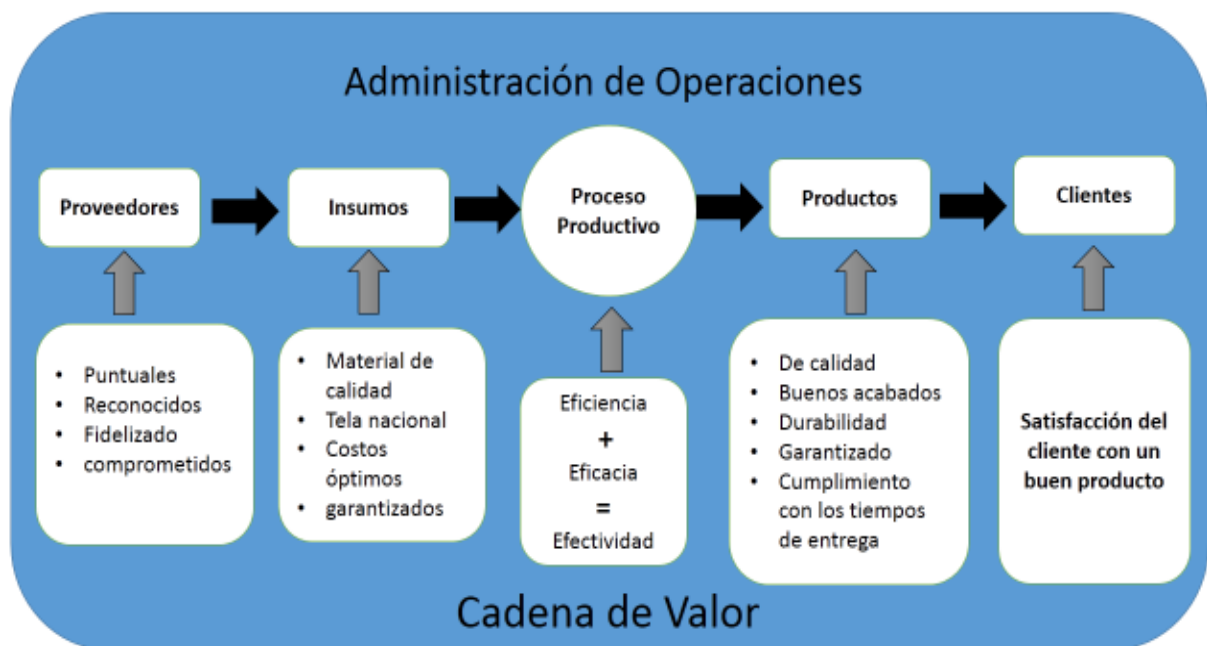 Administración de Operaciones
Proveedores
Insumos
Proceso
Productivo
Productos
Clientes
• Puntuales
• Reconocidos
• Fidelizado
• comprometidos
• Material de
calidad
• Tela nacional
• Costos
óptimos
• garantizados
Eficiencia
+
Eficacia
=
Efectividad
• De calidad
• Buenos acabados
• Durabilidad
• Garantizado
• Cumplimiento
con los tiempos
de entrega
Satisfacción del
cliente con un
buen producto
Cadena de Valor